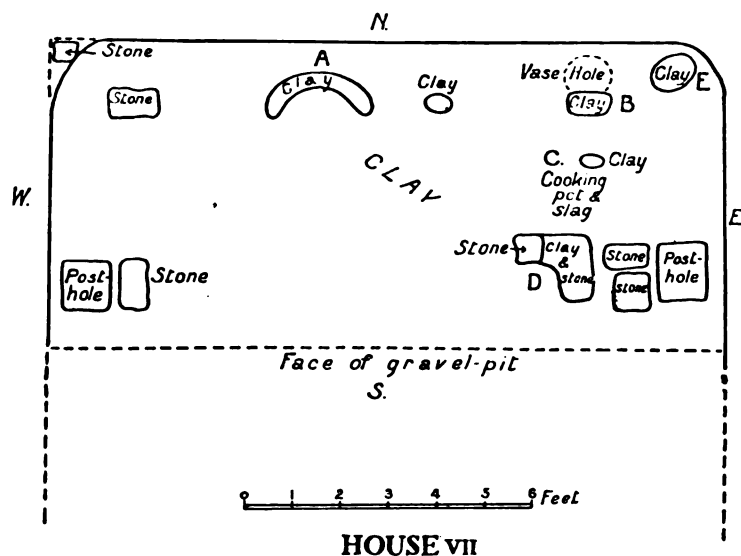 N.
Stone
A
Clay
Stone
Clay
Vase Hole
Clay B
Clay E
CLAY
C. Clay
Cooking
pot &
slag
W.
E
Stone
Clay
&
stone
D
Stone
stone
Post-
hole
Post-
hole
Stone
Face of gravel-pit
S.
0 1 2 3 4 5 6 Feet
HOUSE VII